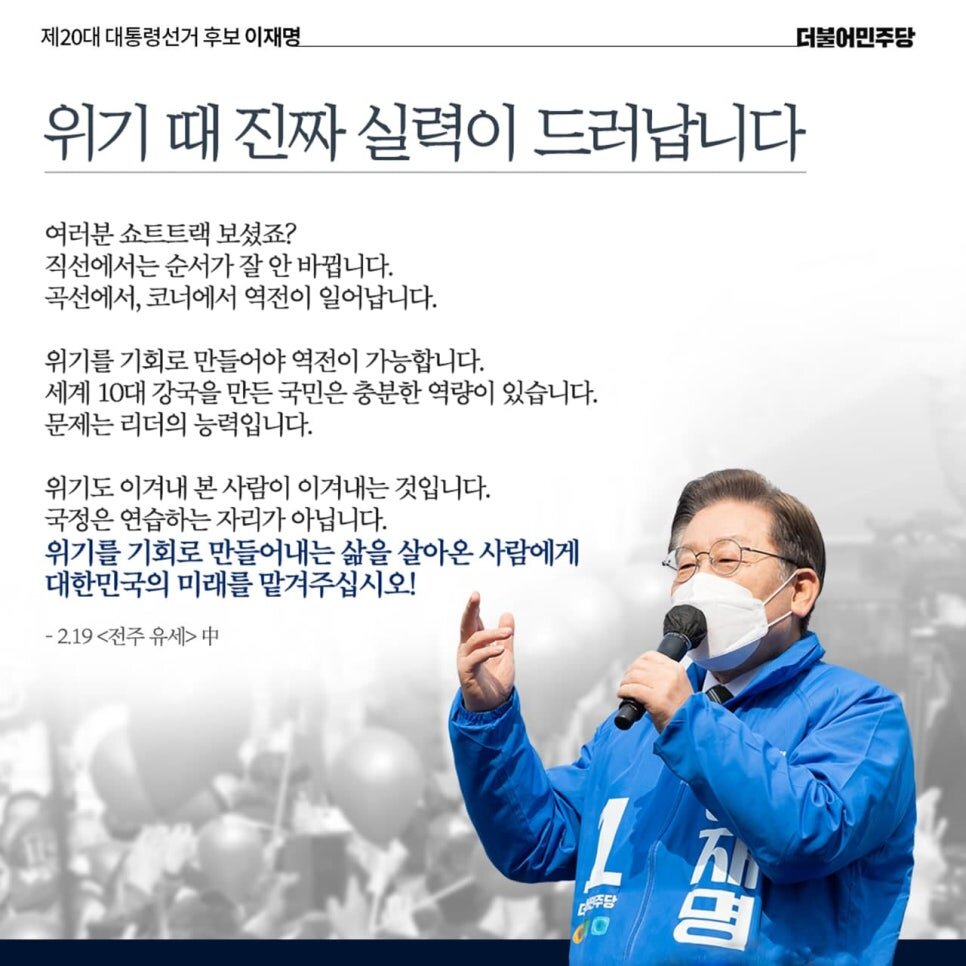 제20대 대통령선거 후보 이재명
더불어민주당
위기 때 진짜 실력이 드러납니다
여러분 쇼트트랙 보셨죠?
직선에서는 순서가 잘 안 바뀝니다.
곡선에서, 코너에서 역전이 일어납니다.
위기를 기회로 만들어야 역전이 가능합니다.
세계 10대 강국을 만든 국민은 충분한 역량이 있습니다.
문제는 리더의 능력입니다.
위기도 이겨내 본 사람이 이겨내는 것입니다.
국정은 연습하는 자리가 아닙니다.
위기를 기회로 만들어내는 삶을 살아온 사람에게
대한민국의 미래를 맡겨주십시오!
- 2.19 <전주 유세> 中
1
재명